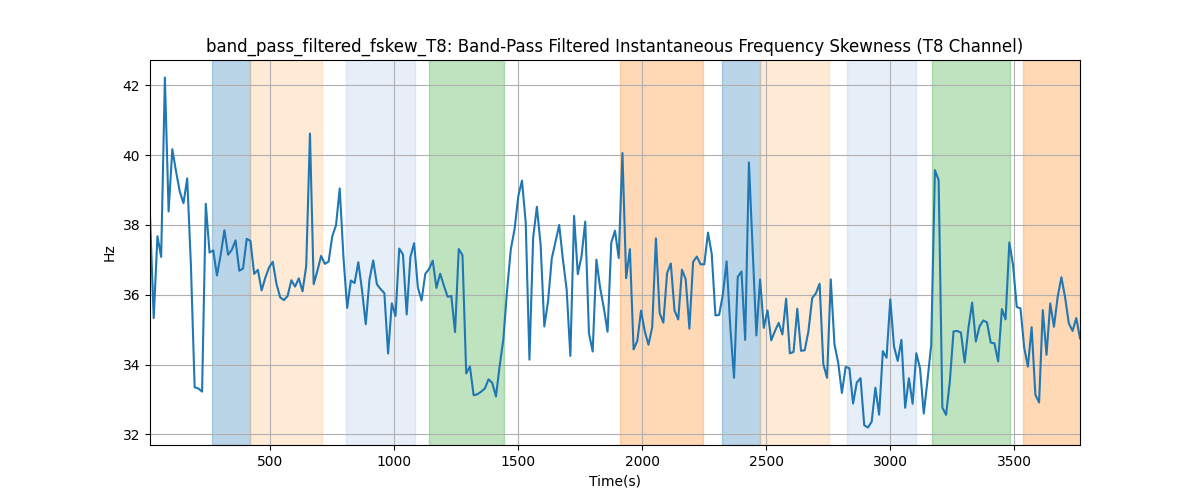 band_pass_filtered_fskew_T8: Band-Pass Filtered Instantaneous Frequency Skewness (T8 Channel)
42
40
38
36
34
32
Hz
500 1000 1500 2000 2500 3000 3500
Time(s)